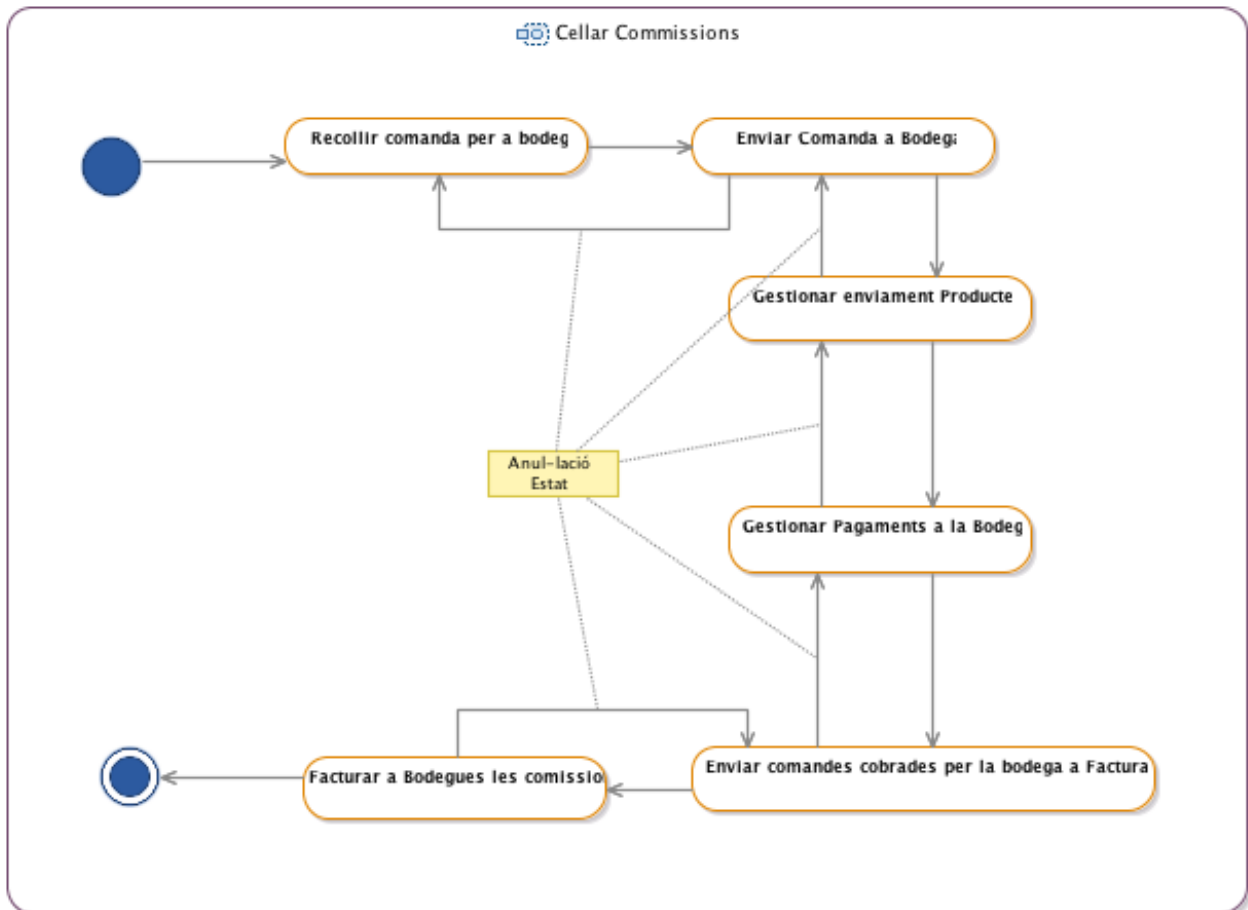 Cellar Commissions
Recollir comanda per a bodeg
Enviar Comanda a Bodega
Gestionar enviament Producte
Anul-lació
Estat
Gestionar Pagaments a la Bodeg
Facturar a Bodegues les comissio
Enviar comandes cobrades per la bodega a Factura